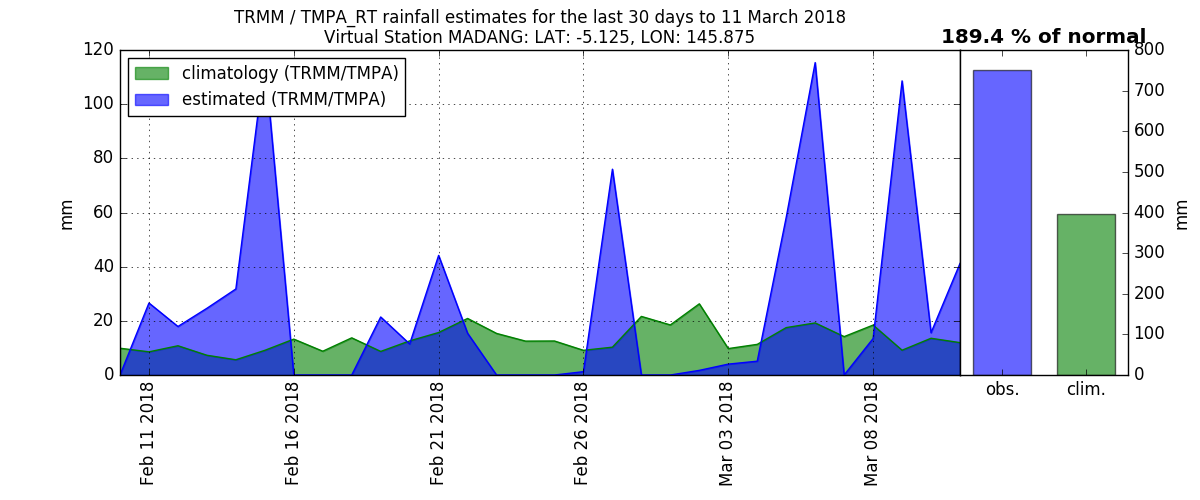 TRMM / TMPA_RT rainfall estimates for the last 30 days to 11 March 2018
Virtual Station MADANG: LAT: -5.125, LON: 145.875
189.4 % of normal
climatology (TRMM/TMPA)
estimated (TRMM/TMPA)
120
100
80
60
40
20
0
mm
Feb 11 2018
Feb 16 2018
Feb 21 2018
Feb 26 2018
Mar 03 2018
Mar 08 2018
800
700
600
500
400
300
200
100
0
mm
obs.
clim.